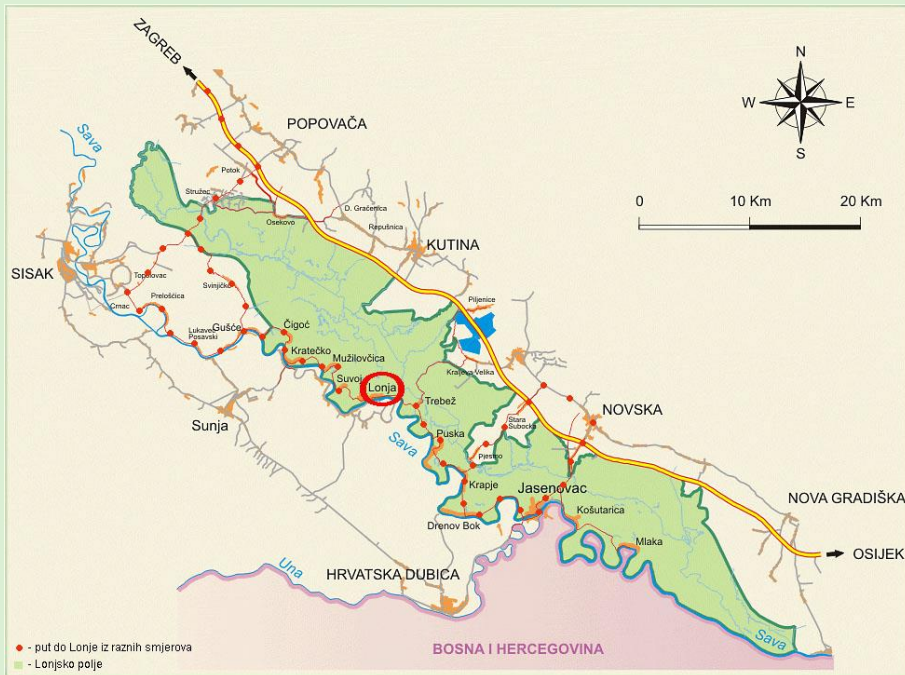 ZAGREB
N
W
E
S
POPOVAČA
Sava
Potok
Stružec
0
10 Km
20 Km
D. Gračenica
Osekovo
Repušnica
KUTINA
SISAK
Topolovac
Svinjičko
Piljenice
Prelošćica
Crnac
Lukavec
Posavski
Gušće
Čigoć
Kratečko
Mužilovčica
Kraljeva Velika
Suvoj
Lonja
Trebež
NOVSKA
Sunja
Stara
Subocka
Sava
Puska
Pjestno
Krapje
Jasenovac
NOVA GRADIŠKA
Košutarica
Drenov Bok
Mlaka
OSIJEK
Una
HRVATSKA DUBICA
Sava
BOSNA I HERCEGOVINA
- put do Lonje iz raznih smjerova
- Lonjsko polje